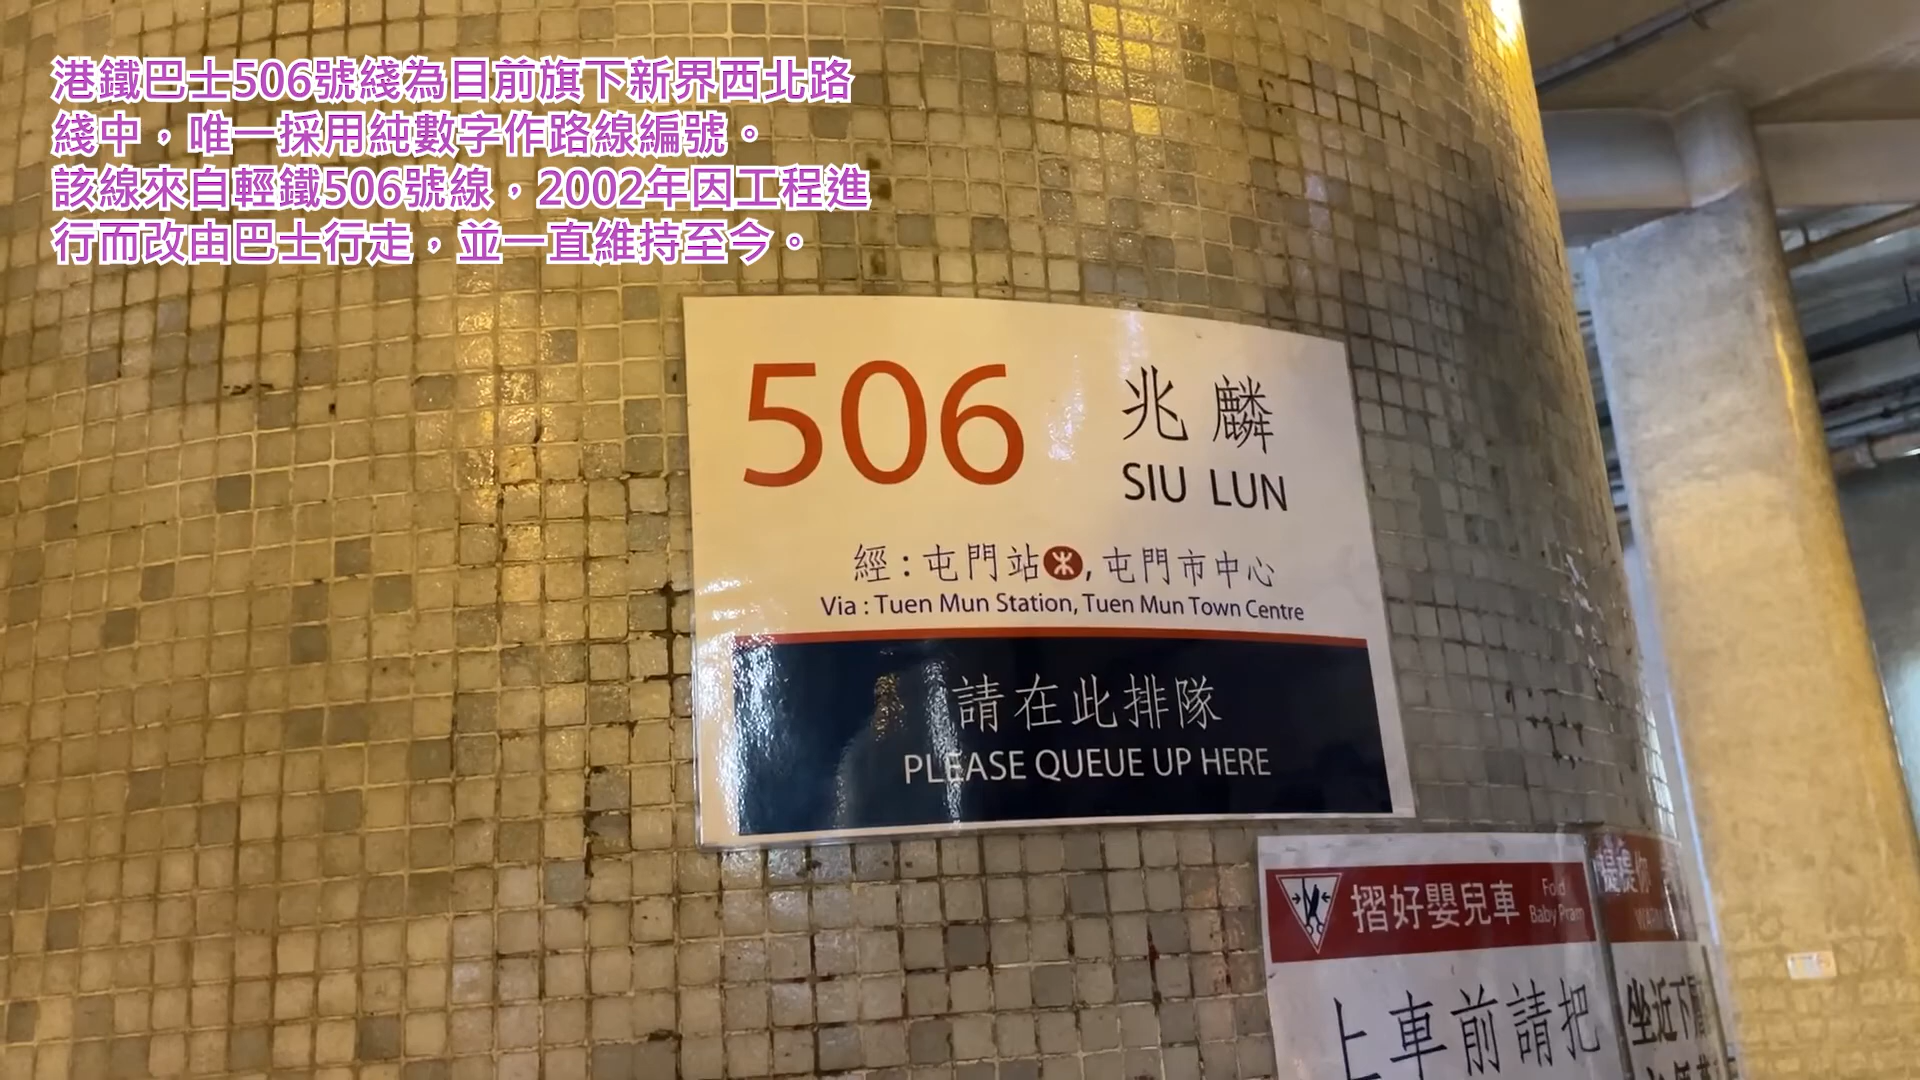 港鐵巴士506號綫為目前旗下新界西北路
綫中，唯一採用純數字作路線編號。
該線來自輕鐵506號線，2002年因工程進
行而改由巴士行走，並一直維持至今。
506 兆麟
SIU LUN
經：屯門站, 屯門市中心
Via : Tuen Mun Station, Tuen Mun Town Centre
請在此排隊
PLEASE QUEUE UP HERE
摺好嬰兒車 Fold Baby Pram
上車前請把
坐近下